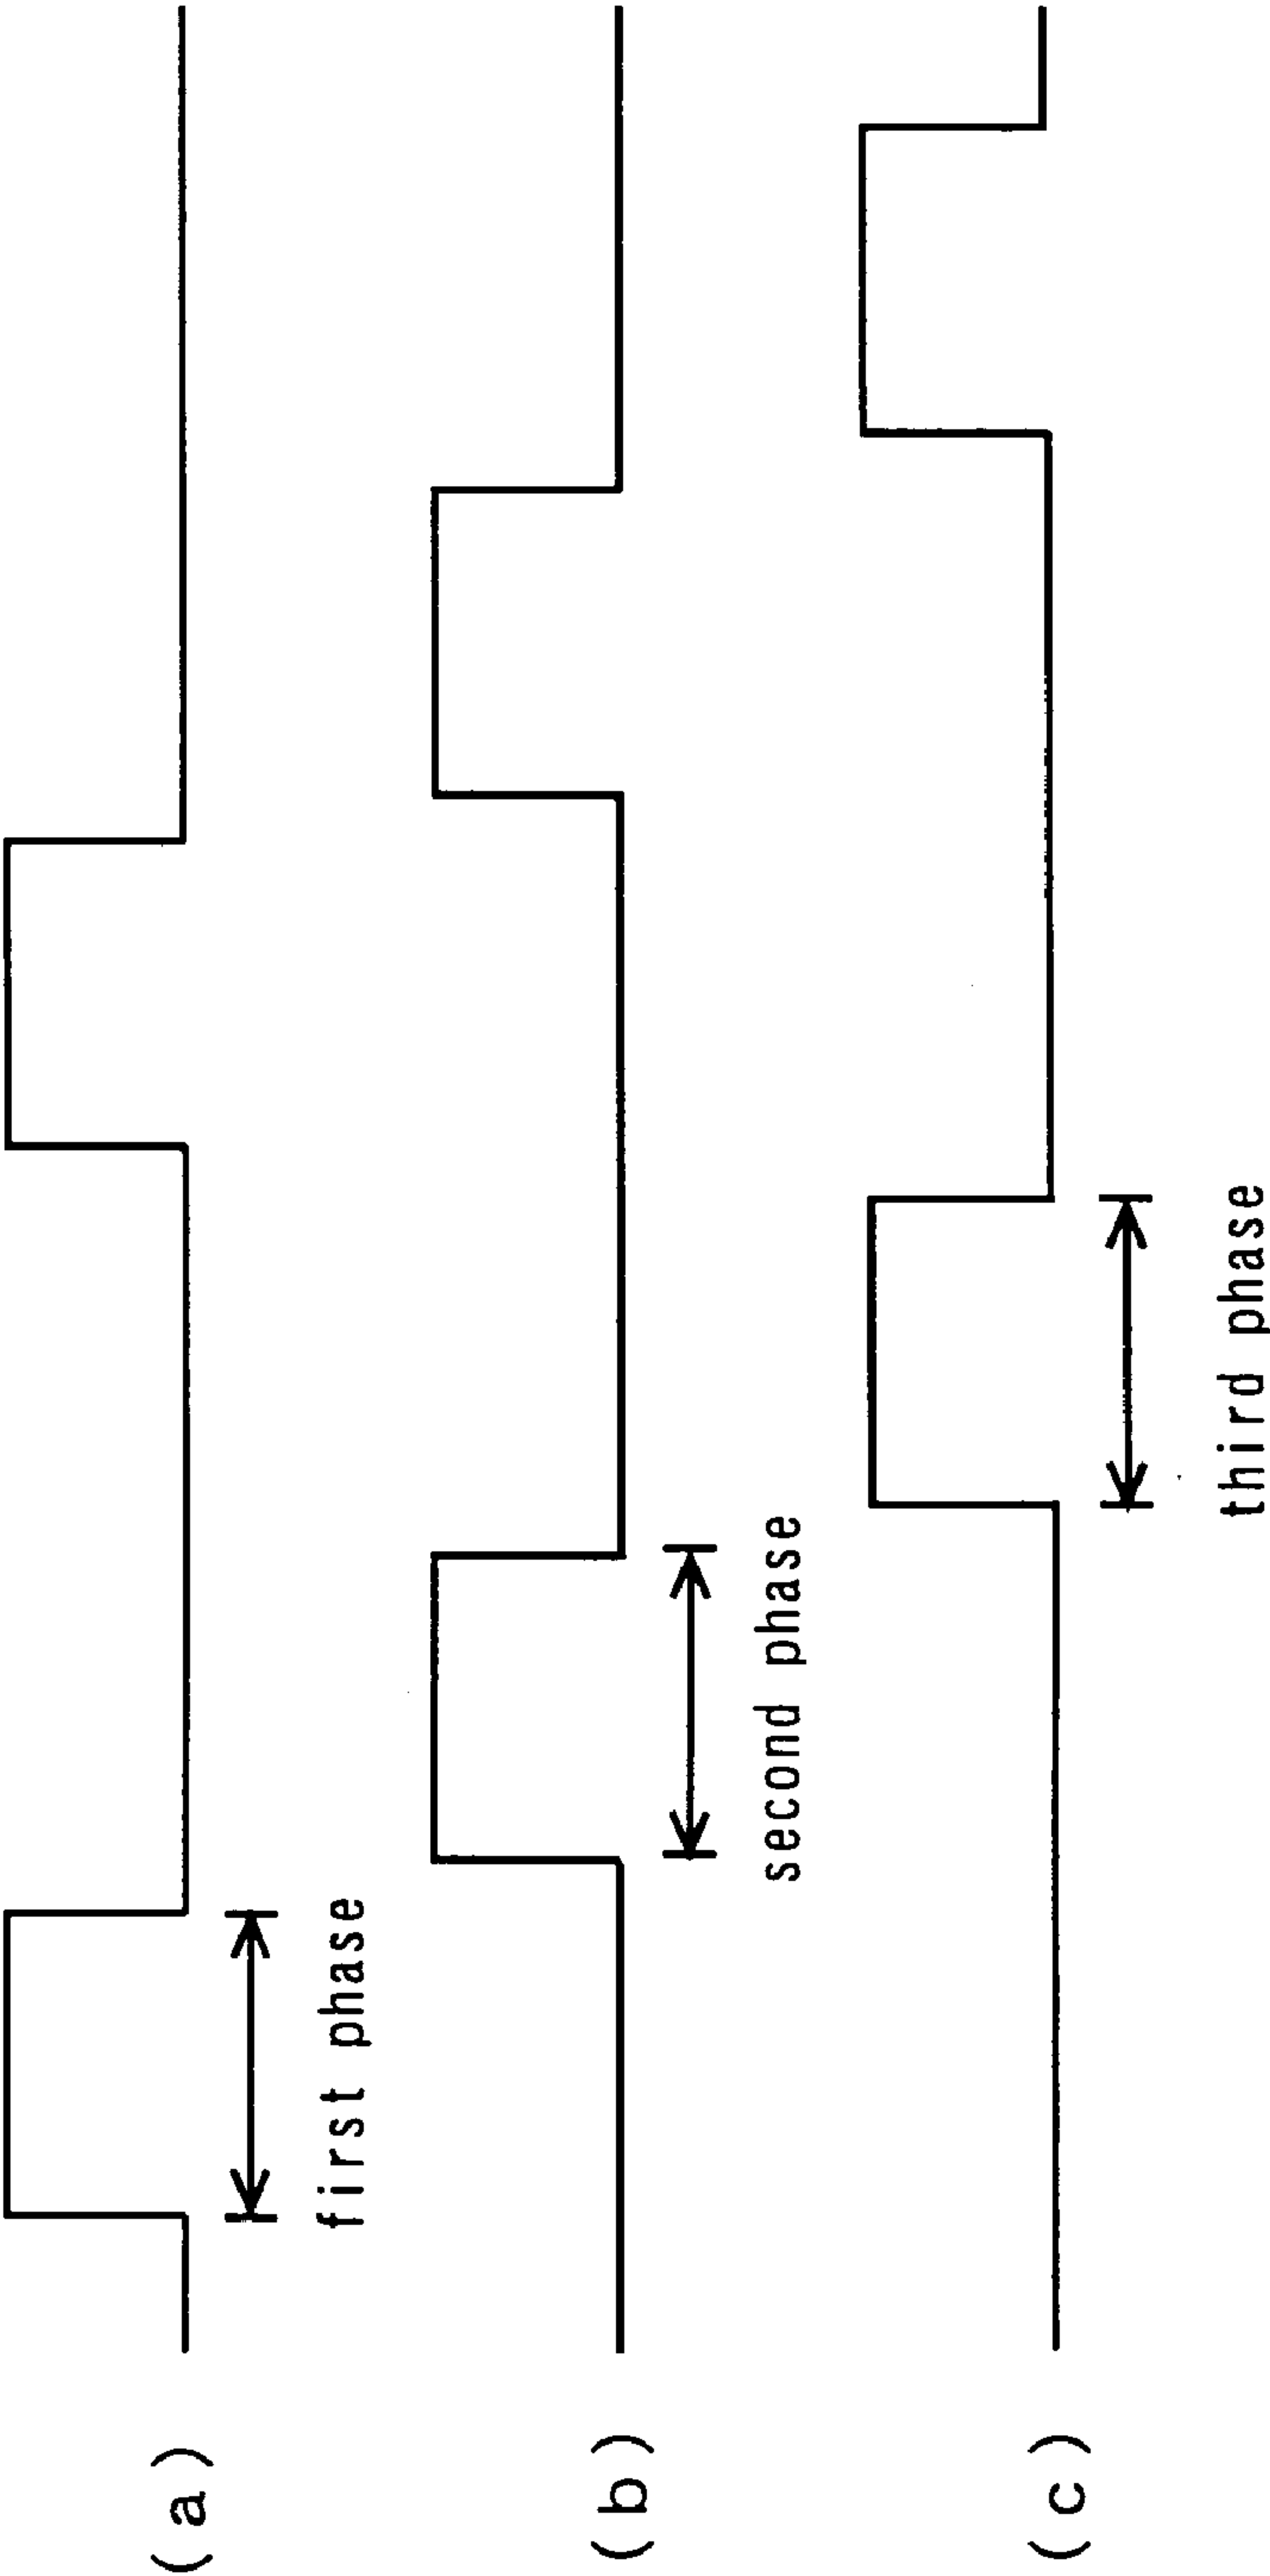 (a)
first phase
(b)
second phase
(c)
third phase